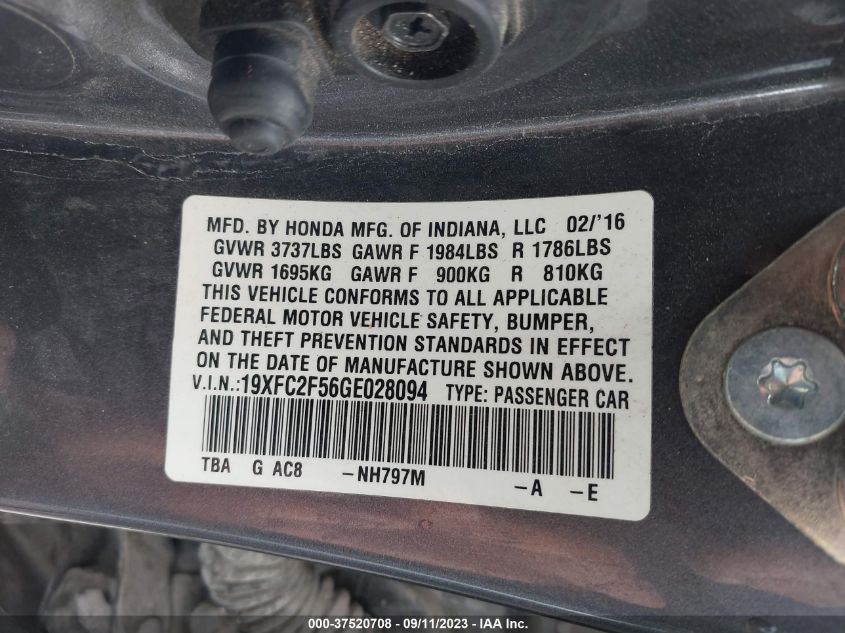 MFD. BY HONDA MFG. OF INDIANA, LLC 02/'16
GVWR 3737LBS GAWR F 1984LBS R 1786LBS
GVWR 1695KG GAWR F 900KG R 810KG
THIS VEHICLE CONFORMS TO ALL APPLICABLE
FEDERAL MOTOR VEHICLE SAFETY, BUMPER,
AND THEFT PREVENTION STANDARDS IN EFFECT
ON THE DATE OF MANUFACTURE SHOWN ABOVE.
V.I.N.:19XFC2F56GE028094 TYPE: PASSENGER CAR
TBA G AC8 -NH797M -A -E
000-37520708 - 09/11/2023 - IAA Inc.